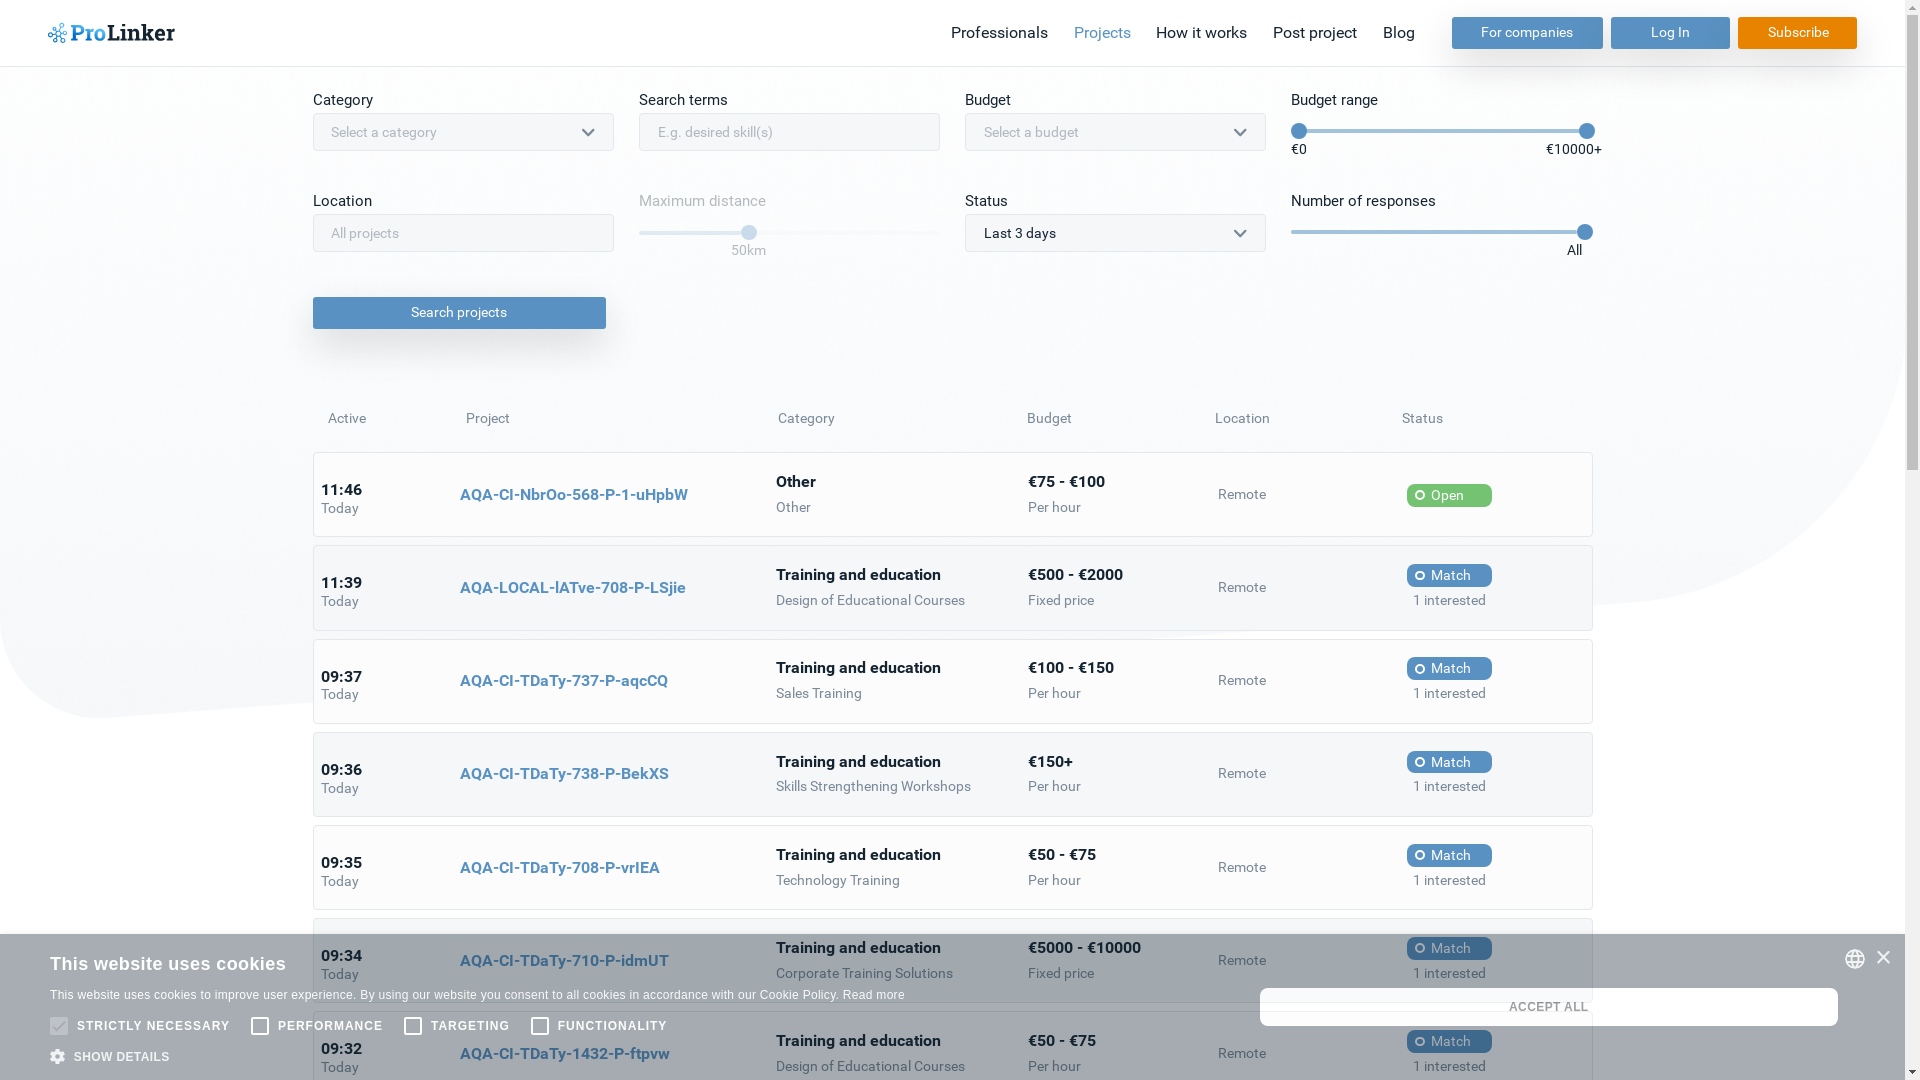 ProLinker
Professionals Projects How it works Post project Blog For companies Log In Subscribe
Category Search terms Budget Budget range
Select a category E.g. desired skill(s) Select a budget
€0 €10000+
Location Maximum distance Status Number of responses
All projects Last 3 days
50km All
Search projects
Active Project Category Budget Location Status
11:46 Today AQA-CI-NbrOo-568-P-1-uHpbW Other Other €75 - €100 Per hour Remote Open
11:39 Today AQA-LOCAL-lATve-708-P-LSjie Training and education Design of Educational Courses €500 - €2000 Fixed price Remote Match 1 interested
09:37 Today AQA-CI-TDaTy-737-P-aqcCQ Training and education Sales Training €100 - €150 Per hour Remote Match 1 interested
09:36 Today AQA-CI-TDaTy-738-P-BekXS Training and education Skills Strengthening Workshops €150+ Per hour Remote Match 1 interested
09:35 Today AQA-CI-TDaTy-708-P-vrIEA Training and education Technology Training €50 - €75 Per hour Remote Match 1 interested
09:34 Today AQA-CI-TDaTy-710-P-idmUT Training and education Corporate Training Solutions €5000 - €10000 Fixed price Remote Match 1 interested
09:32 Today AQA-CI-TDaTy-1432-P-ftpvw Training and education Design of Educational Courses €50 - €75 Per hour Remote Match 1 interested
This website uses cookies
This website uses cookies to improve user experience. By using our website you consent to all cookies in accordance with our Cookie Policy. Read more
STRICTLY NECESSARY PERFORMANCE TARGETING FUNCTIONALITY
SHOW DETAILS
ACCEPT ALL